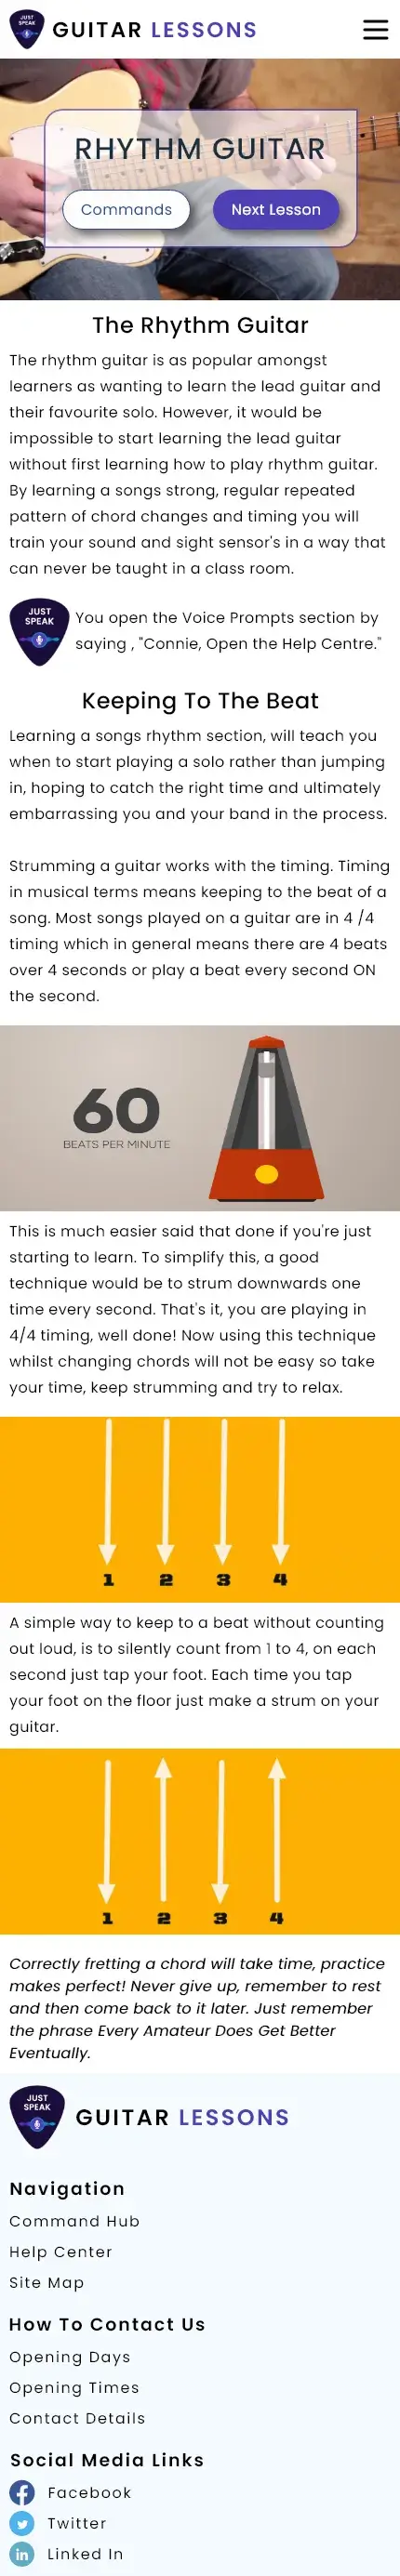 JUST
SPEAK
GUITAR LESSONS
RHYTHM GUITAR
Commands
Next Lesson
The Rhythm Guitar
The rhythm guitar is as popular amongst
learners as wanting to learn the lead guitar and
their favourite solo. However, it would be
impossible to start learning the lead guitar
without first learning how to play rhythm guitar.
By learning a songs strong, regular repeated
pattern of chord changes and timing you will
train your sound and sight sensor's in a way that
can never be taught in a class room.
JUST
SPEAK
You open the Voice Prompts section by
saying , "Connie, Open the Help Centre."
Keeping To The Beat
Learning a songs rhythm section, will teach you
when to start playing a solo rather than jumping
in, hoping to catch the right time and ultimately
embarrassing you and your band in the process.
Strumming a guitar works with the timing. Timing
in musical terms means keeping to the beat of a
song. Most songs played on a guitar are in 4 /4
timing which in general means there are 4 beats
over 4 seconds or play a beat every second ON
the second.
60
BEATS PER MINUTE
This is much easier said that done if you're just
starting to learn. To simplify this, a good
technique would be to strum downwards one
time every second. That's it, you are playing in
4/4 timing, well done! Now using this technique
whilst changing chords will not be easy so take
your time, keep strumming and try to relax.
1 2 3 4
A simple way to keep to a beat without counting
out loud, is to silently count from 1 to 4, on each
second just tap your foot. Each time you tap
your foot on the floor just make a strum on your
guitar.
1 2 3 4
Correctly fretting a chord will take time, practice
makes perfect! Never give up, remember to rest
and then come back to it later. Just remember
the phrase Every Amateur Does Get Better
Eventually.
JUST
SPEAK
GUITAR LESSONS
Navigation
Command Hub
Help Center
Site Map
How To Contact Us
Opening Days
Opening Times
Contact Details
Social Media Links
Facebook
Twitter
Linked In